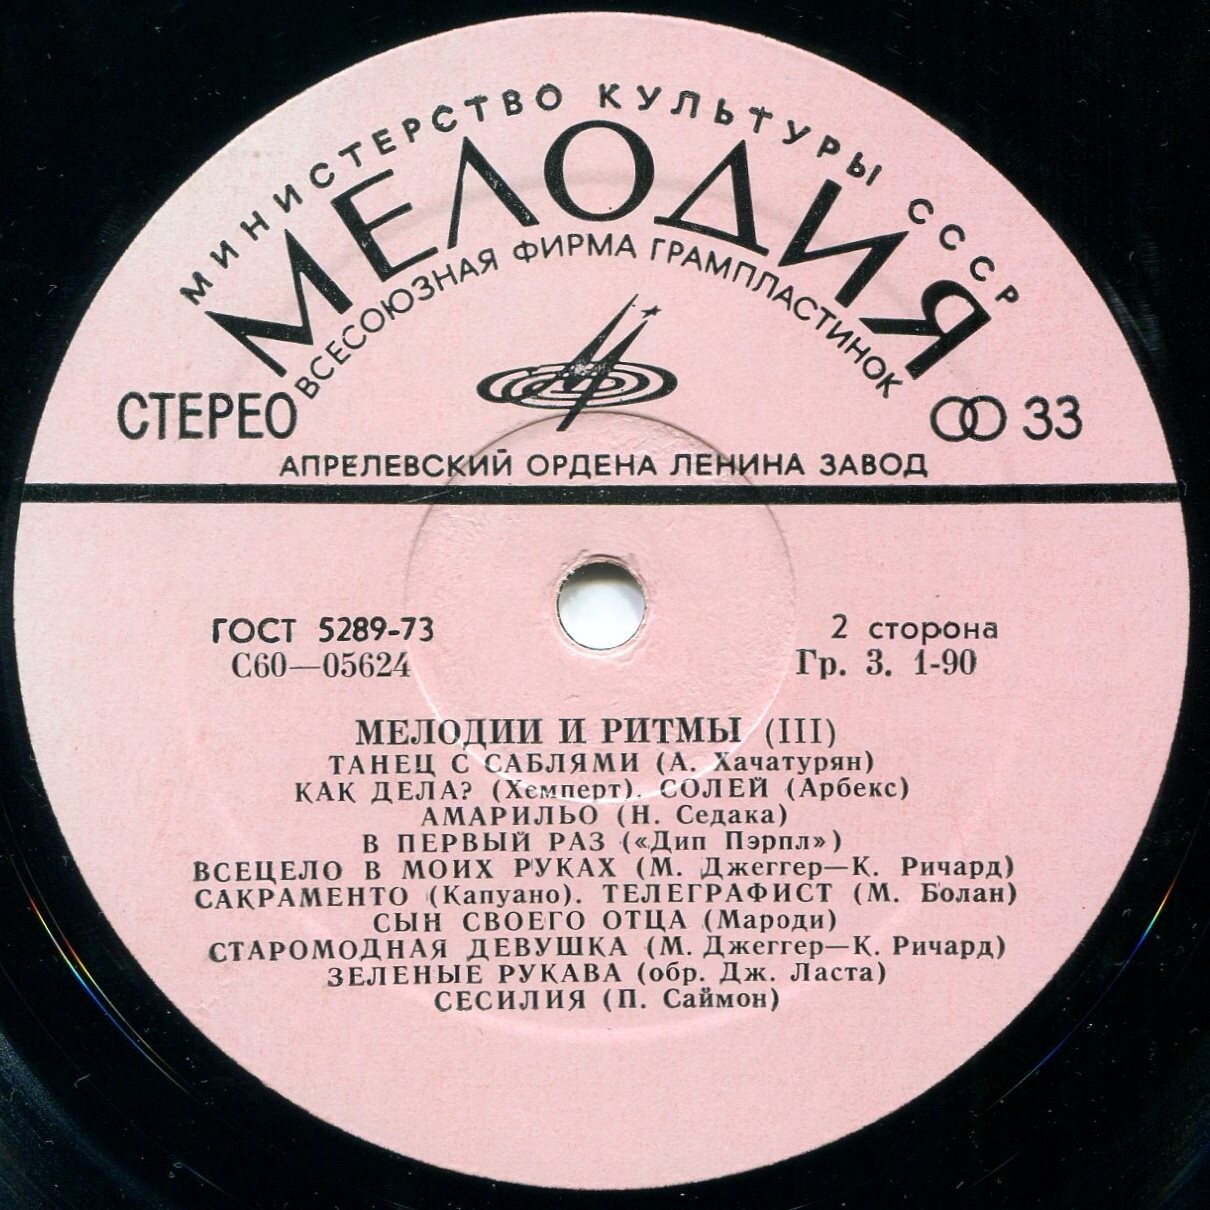 МИНИСТЕРСТВО КУЛЬТУРЫ СССР
МЕЛОДИЯ
ВСЕСОЮЗНАЯ ФИРМА ГРАМПЛАСТИНОК
СТЕРЕО
33
АПРЕЛЕВСКИЙ ОРДЕНА ЛЕНИНА ЗАВОД
ГОСТ 5289-73
2 сторона
С60—05624
Гр. 3. 1-90
МЕЛОДИИ И РИТМЫ (III)
ТАНЕЦ С САБЛЯМИ (А. Хачатурян)
КАК ДЕЛА? (Хемперт). СОЛЕЙ (Арбекс)
АМАРИЛЬО (Н. Седака)
В ПЕРВЫЙ РАЗ («Дип Пэрпл»)
ВСЕЦЕЛО В МОИХ РУКАХ (М. Джеггер—К. Ричард)
САКРАМЕНТО (Капуано). ТЕЛЕГРАФИСТ (М. Болан)
СЫН СВОЕГО ОТЦА (Мароди)
СТАРОМОДНАЯ ДЕВУШКА (М. Джеггер—К. Ричард)
ЗЕЛЕНЫЕ РУКАВА (обр. Дж. Ласта)
СЕСИЛИЯ (П. Саймон)